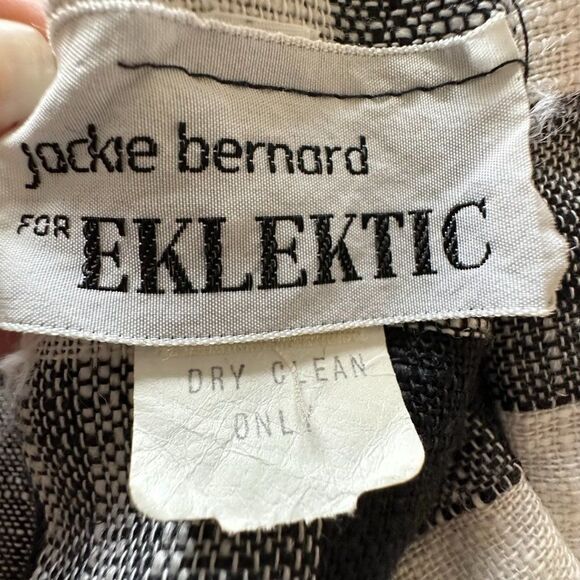 jackie bernard
FOR EKLEKTIC
DRY CLEAN
ONLY